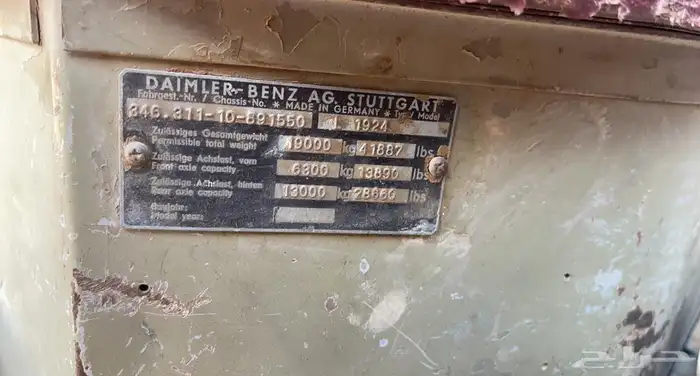 DAIMLER-BENZ AG. STUTTGART
Fahrgest.-Nr. / Chassis-No. * MADE IN GERMANY * Typ / Model
346.311-10-691550 L 1924
Zulässiges Gesamtgewicht
Permissible total weight 19000 kg 41887 lbs
Zulässige Achslast, vorn
Front axle capacity 6300 kg 13890 lbs
Zulässige Achslast, hinten
Rear axle capacity 13000 kg 28660 lbs
Baujahr:
Model year:
حراج